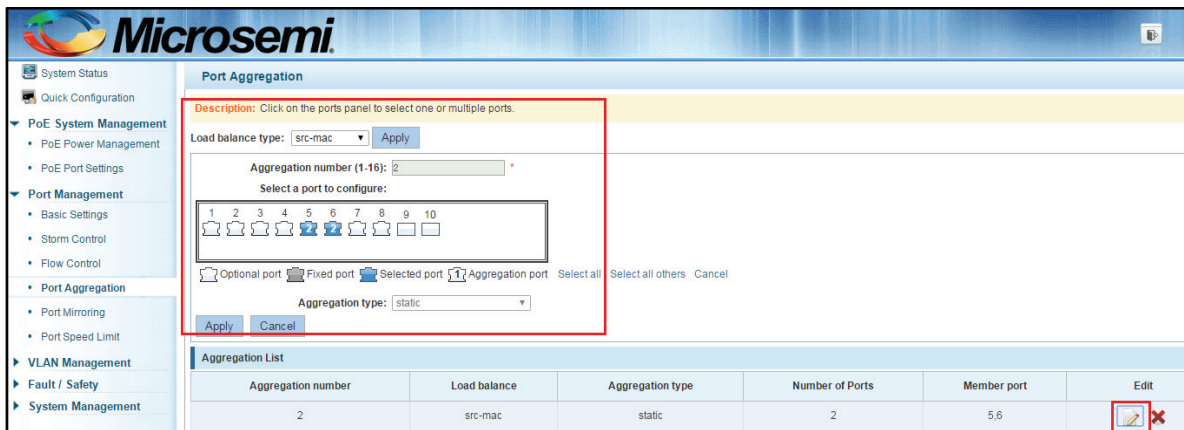 Microsemi.
System Status
Quick Configuration
PoE System Management
• PoE Power Management
• PoE Port Settings
Port Management
• Basic Settings
• Storm Control
• Flow Control
• Port Aggregation
• Port Mirroring
• Port Speed Limit
VLAN Management
Fault / Safety
System Management
Port Aggregation
Description: Click on the ports panel to select one or multiple ports.
Load balance type: src-mac Apply
Aggregation number (1-16): 2 *
Select a port to configure:
1 2 3 4 5 6 7 8 9 10
2 2
Optional port Fixed port Selected port 1 Aggregation port Select all Select all others Cancel
Aggregation type: static
Apply Cancel
Aggregation List
Aggregation number Load balance Aggregation type Number of Ports Member port Edit
2 src-mac static 2 5,6